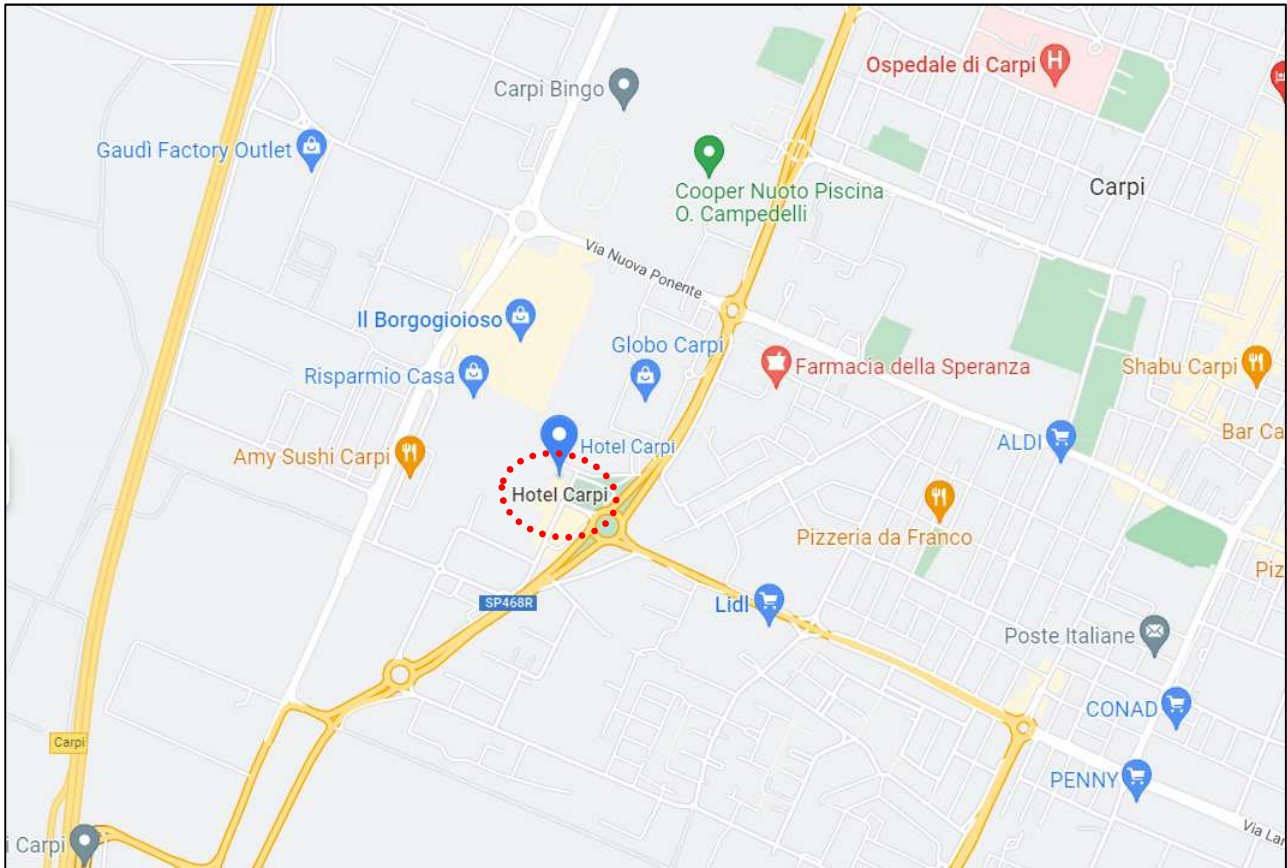 Ospedale di Carpi
H
Carpi Bingo
Gaudì Factory Outlet
Cooper Nuoto Piscina
O. Campedelli
Carpi
Via Nuova Ponente
Il Borgogioioso
Globo Carpi
Farmacia della Speranza
Shabu Carpi
Risparmio Casa
Hotel Carpi
Bar Ca
ALDI
Amy Sushi Carpi
Hotel Carpi
Pizzeria da Franco
Piz
SP468R
Lidl
Poste Italiane
CONAD
Carpi
PENNY
Via Lar
i Carpi